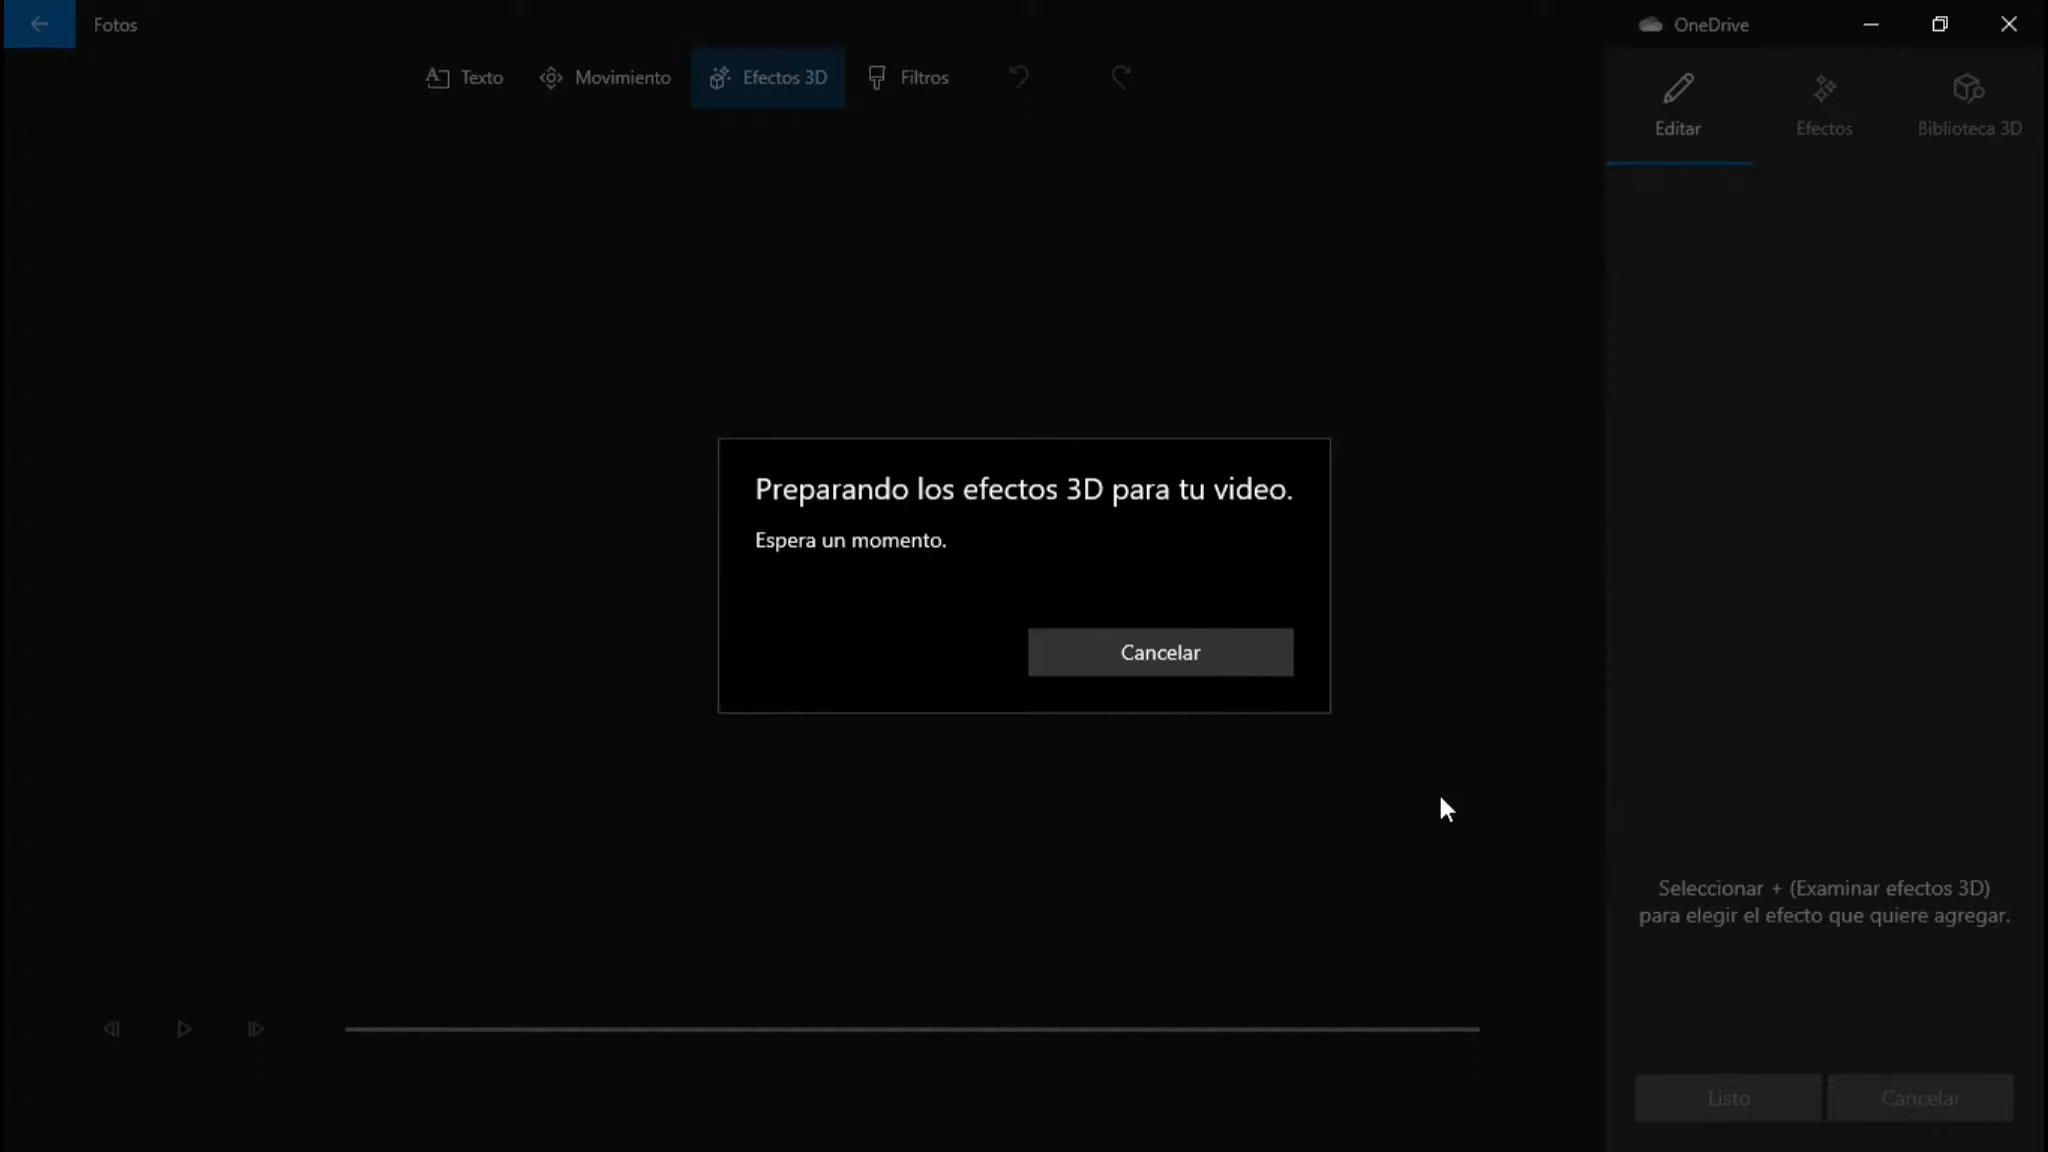 Fotos
OneDrive
Texto
Movimiento
Efectos 3D
Filtros
Editar
Efectos
Biblioteca 3D
Preparando los efectos 3D para tu video.
Espera un momento.
Cancelar
Seleccionar + (Examinar efectos 3D)
para elegir el efecto que quiere agregar.
Listo
Cancelar